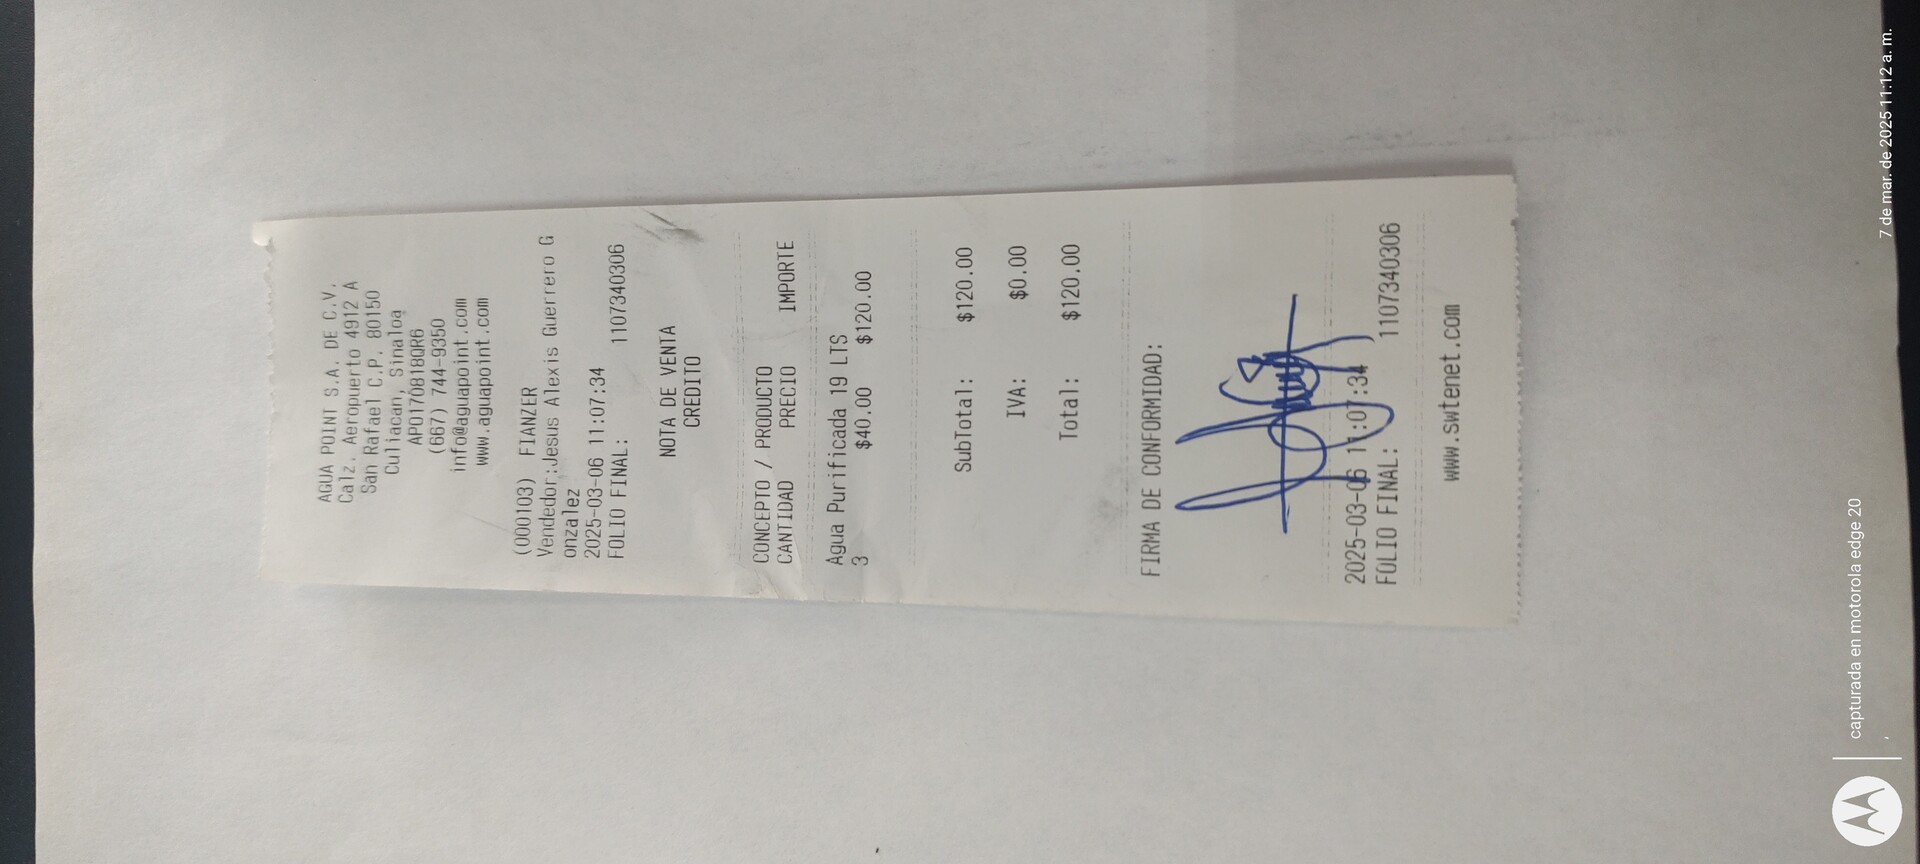 AGUA POINT S.A. DE C.V.
Calz. Aeropuerto 4912 A
San Rafael C.P. 80150
Culiacan, Sinaloa
APO170818QR6
(667) 744-9350
info@aguapoint.com
www.aguapoint.com
(000103) FIANZER
Vendedor:Jesus Alexis Guerrero G
onzalez
2025-03-06 11:07:34
FOLIO FINAL: 1107340306
NOTA DE VENTA
CREDITO
CONCEPTO / PRODUCTO
CANTIDAD PRECIO IMPORTE
Agua Purificada 19 LTS
3 $40.00 $120.00
SubTotal: $120.00
IVA: $0.00
Total: $120.00
FIRMA DE CONFORMIDAD:
2025-03-06 11:07:34
FOLIO FINAL: 1107340306
www.swtenet.com
capturada en motorola edge 20
7 de mar. de 2025 11:12 a. m.